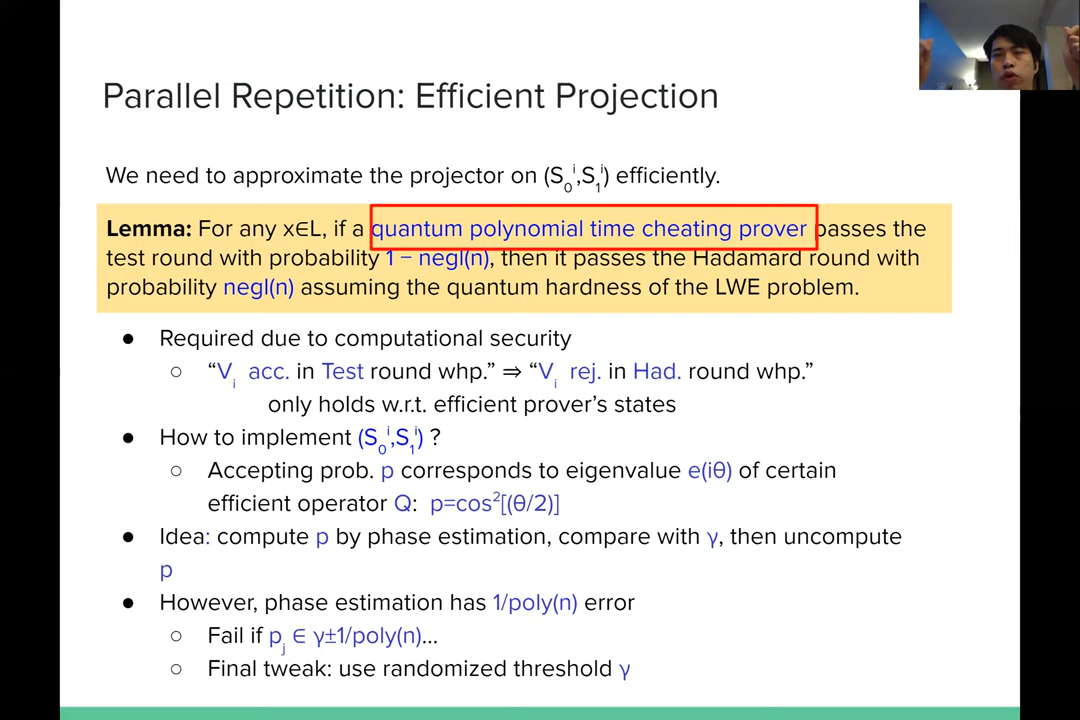 Parallel Repetition: Efficient Projection
We need to approximate the projector on (S₀ⁱ,S₁ⁱ) efficiently.
Lemma: For any x∈L, if a quantum polynomial time cheating prover passes the
test round with probability 1 − negl(n), then it passes the Hadamard round with
probability negl(n) assuming the quantum hardness of the LWE problem.
● Required due to computational security
○ “Vᵢ acc. in Test round whp.” ⇒ “Vᵢ rej. in Had. round whp.”
only holds w.r.t. efficient prover’s states
● How to implement (S₀ⁱ,S₁ⁱ) ?
○ Accepting prob. p corresponds to eigenvalue e(iθ) of certain
efficient operator Q: p=cos²[(θ/2)]
● Idea: compute p by phase estimation, compare with γ, then uncompute
p
● However, phase estimation has 1/poly(n) error
○ Fail if pⱼ ∈ γ±1/poly(n)...
○ Final tweak: use randomized threshold γ